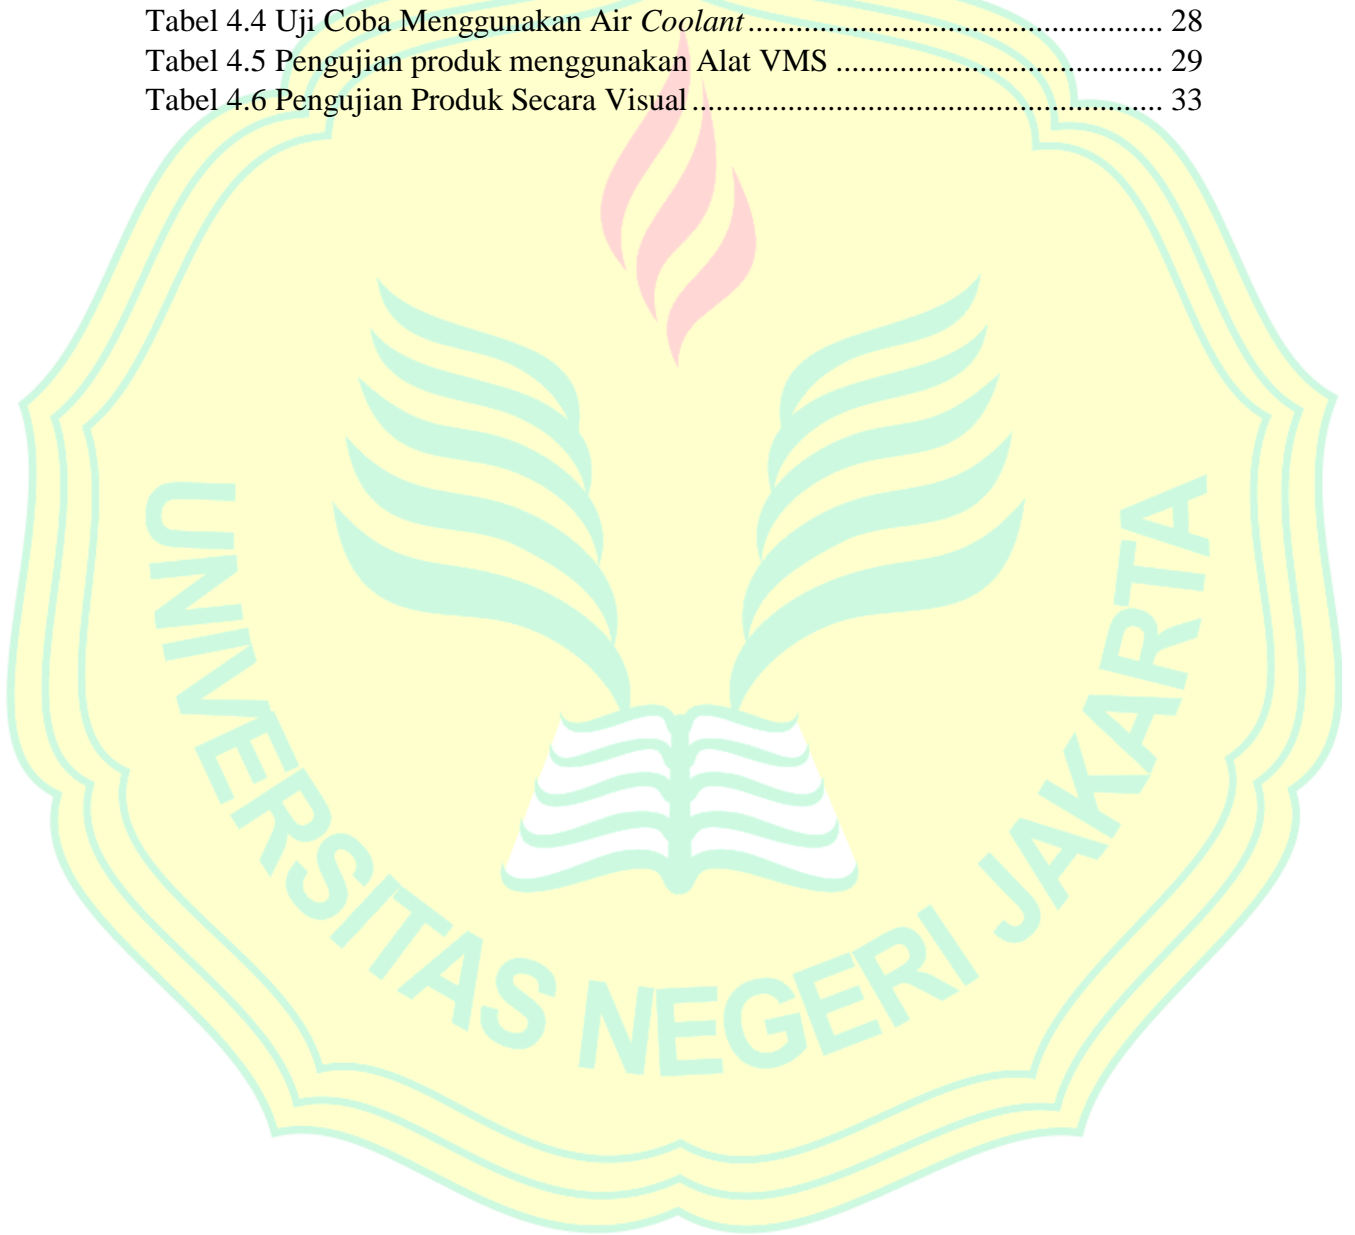 Tabel 4.4 Uji Coba Menggunakan Air Coolant ................................................ 28
Tabel 4.5 Pengujian produk menggunakan Alat VMS ...................................... 29
Tabel 4.6 Pengujian Produk Secara Visual ....................................................... 33
UNIVERSITAS NEGERI JAKARTA